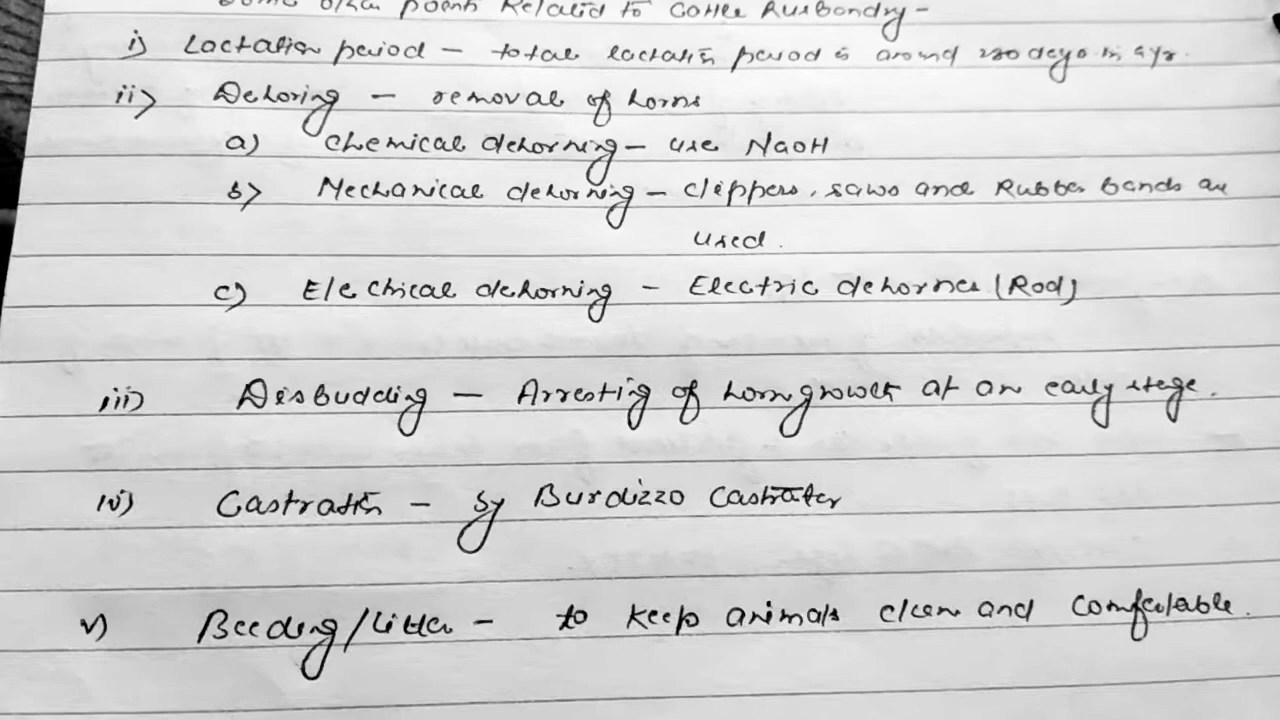 Some other points Related to Cattle Husbandry -
i) Lactation period - total lactation period is around 280 days in a yr.
ii) Dehoring - removal of horns
a) Chemical dehorning - use NaOH
b) Mechanical dehorning - clippers, saws and Rubber bands are
used.
c) Electrical dehorning - Electric dehorner (Rod)
iii) Disbudding - Arresting of horn growth at an early stage.
iv) Castration - by Burdizzo Castrator
v) Beeding/Litter - to keep animals clean and comfortable.